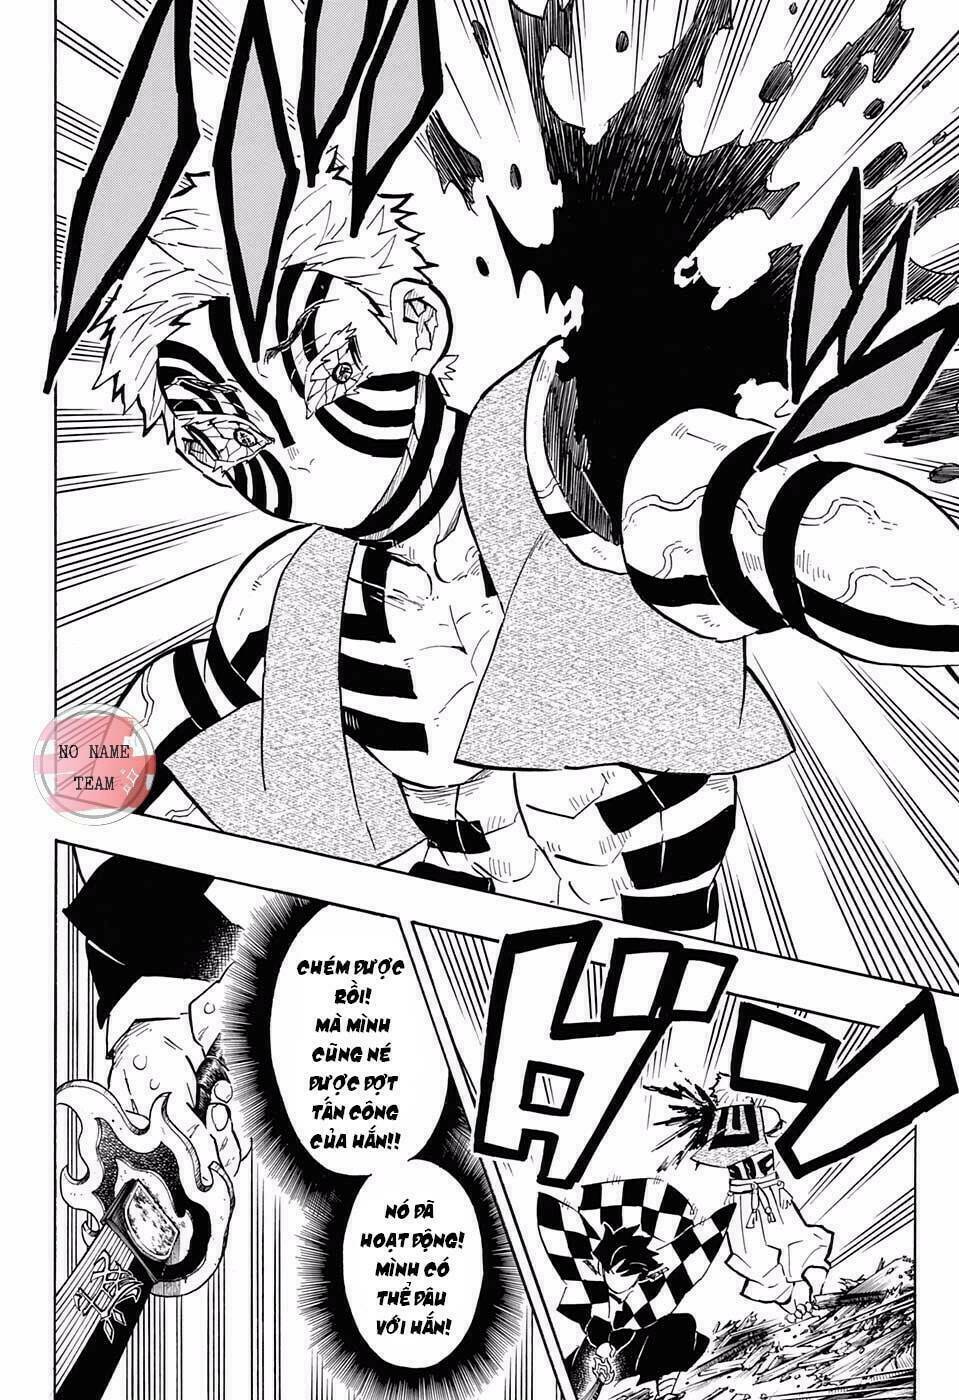 NO NAME
TEAM
ドン
CHÉM ĐƯỢC
RỒI!
MÀ MÌNH
CŨNG NÉ
ĐƯỢC ĐỢT
TẤN CÔNG
CỦA HẮN!!
NÓ ĐÃ
HOẠT ĐỘNG!
MÌNH CÓ
THỂ ĐẤU
VỚI HẮN!